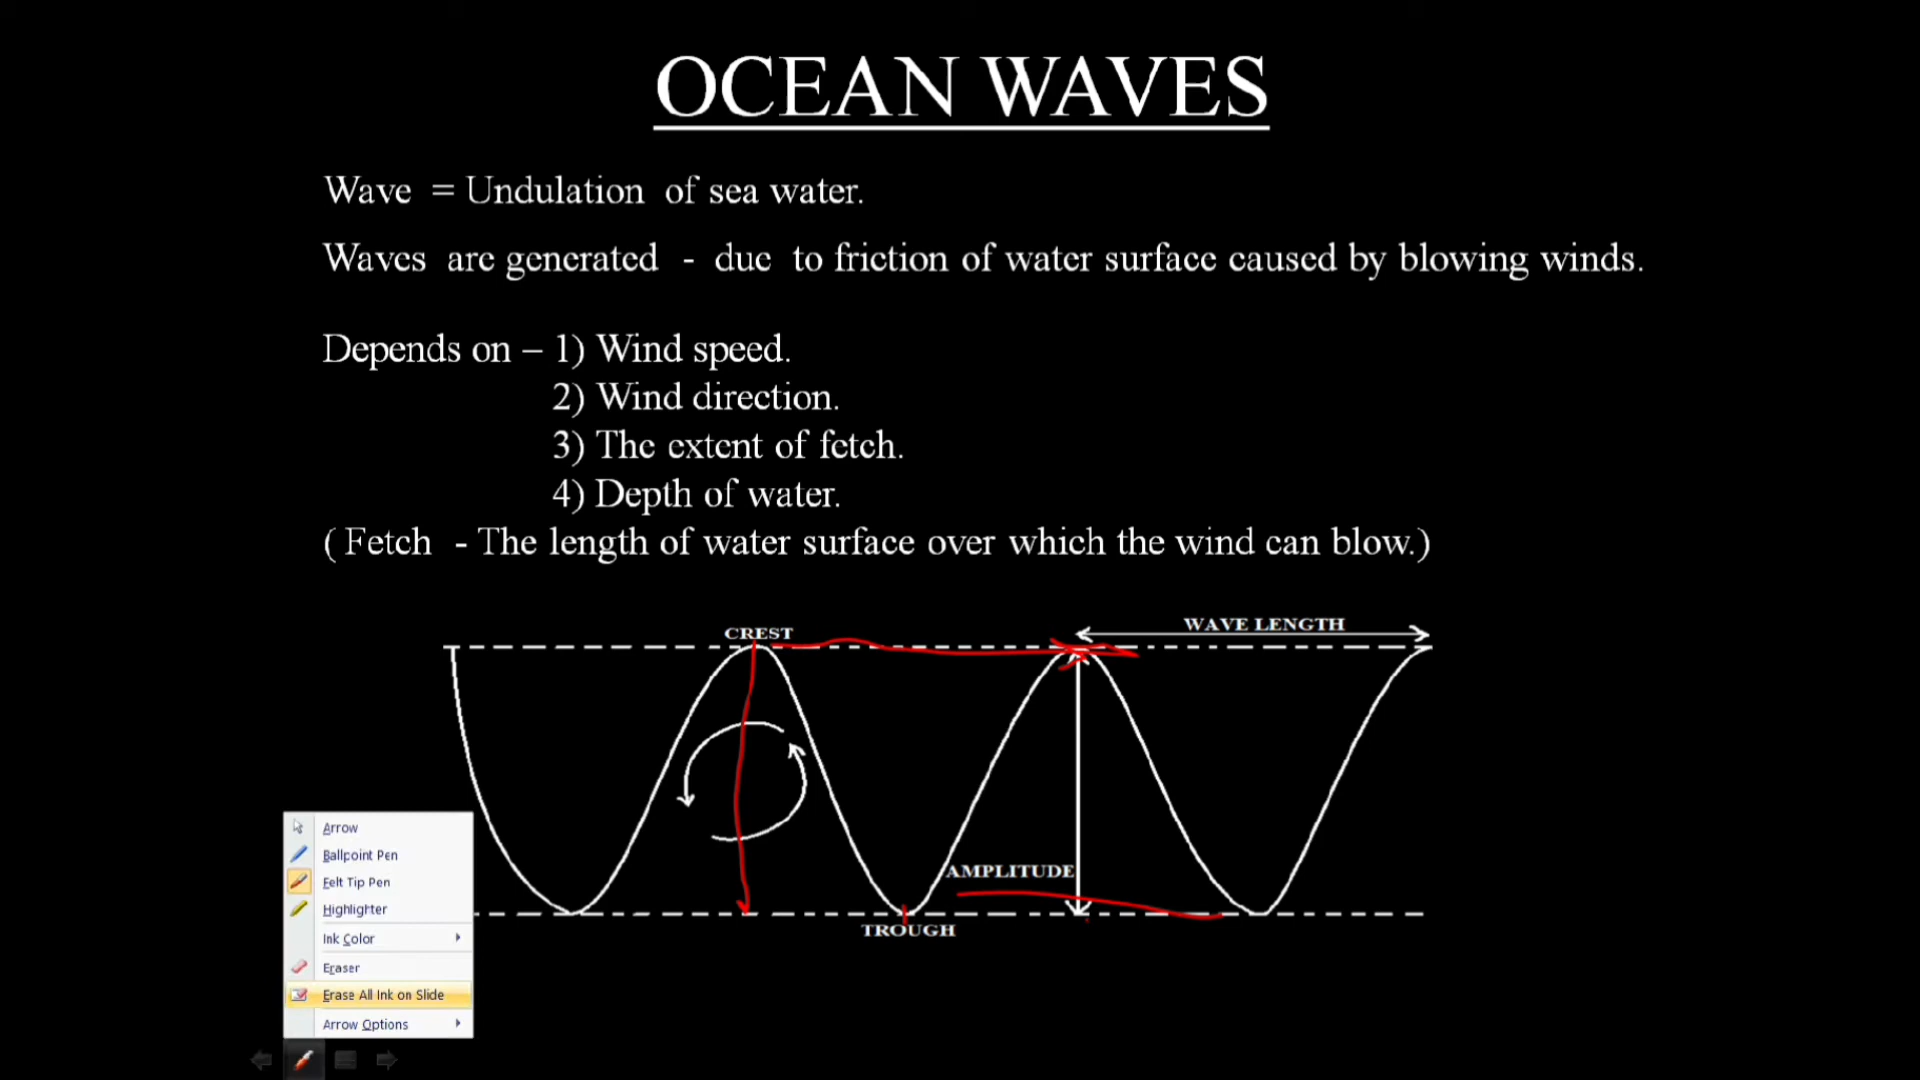 OCEAN WAVES
Wave = Undulation of sea water.
Waves are generated - due to friction of water surface caused by blowing winds.
Depends on – 1) Wind speed.
2) Wind direction.
3) The extent of fetch.
4) Depth of water.
( Fetch - The length of water surface over which the wind can blow.)
CREST
WAVE LENGTH
AMPLITUDE
TROUGH
Arrow
Ballpoint Pen
Felt Tip Pen
Highlighter
Ink Color
Eraser
Erase All Ink on Slide
Arrow Options